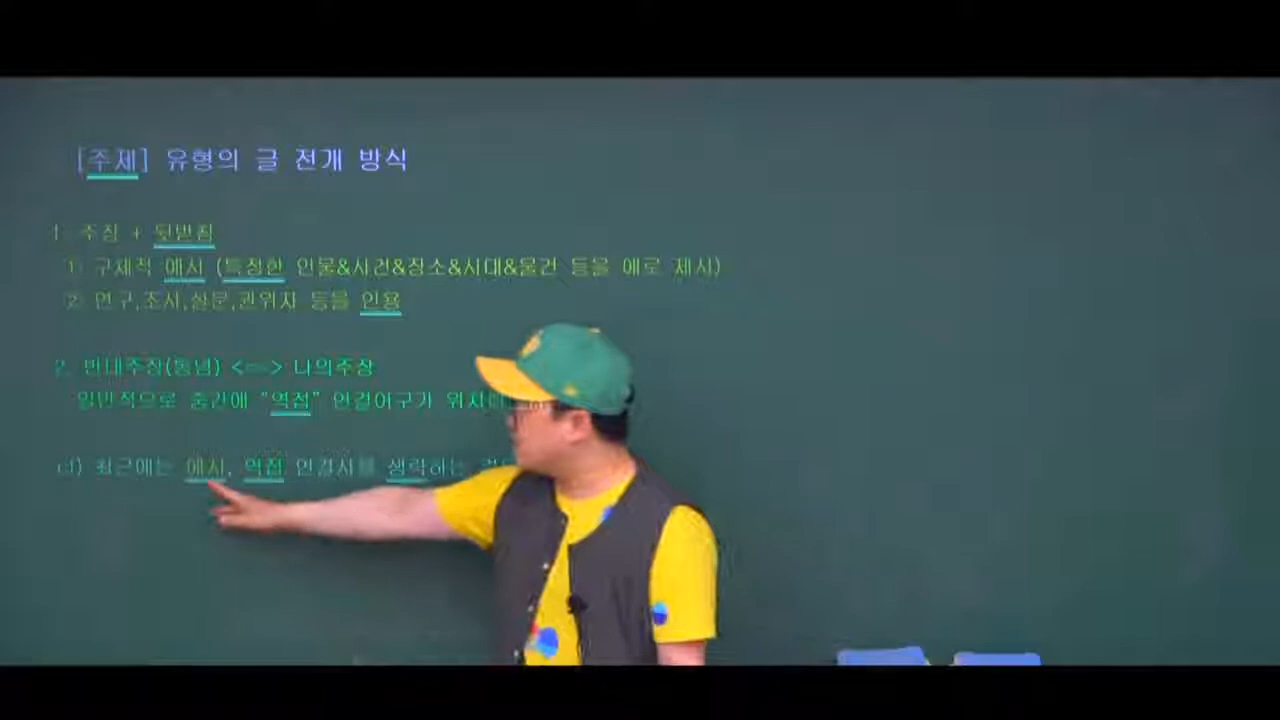 [주제] 유형의 글 전개 방식
1. 주장 + 뒷받침
1) 구체적 예시 (특정한 인물&사건&장소&시대&물건 등을 예로 제시)
2) 연구,조사,설문,권위자 등을 인용
2. 반대주장(통념) <==> 나의주장
일반적으로 중간에 "역접" 연결어구가 위치
최근에는 예시, 역접 연결사를 생략하는